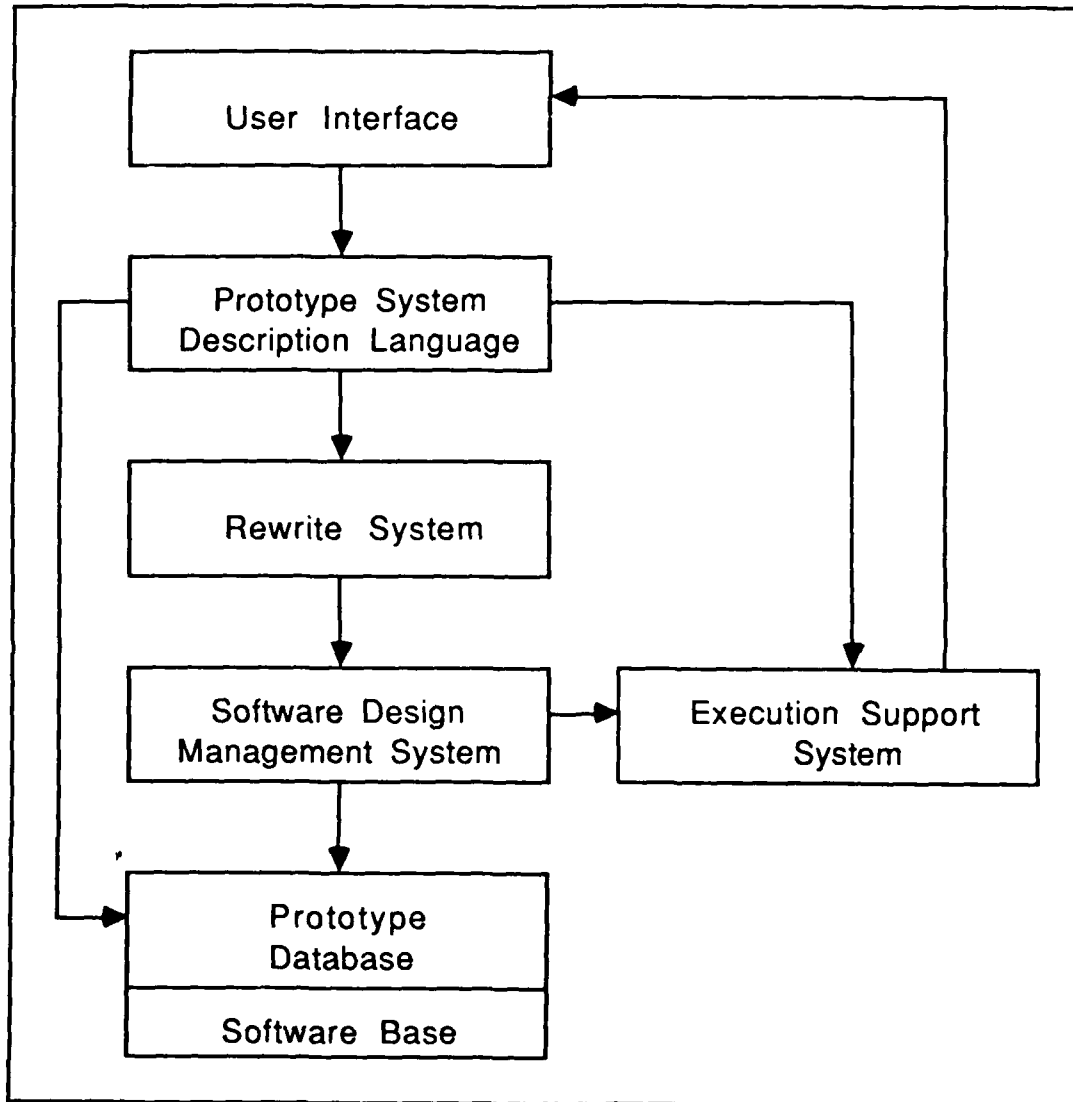 User Interface
Prototype System
Description Language
Rewrite System
Software Design
Management System
Execution Support
System
Prototype
Database
Software Base